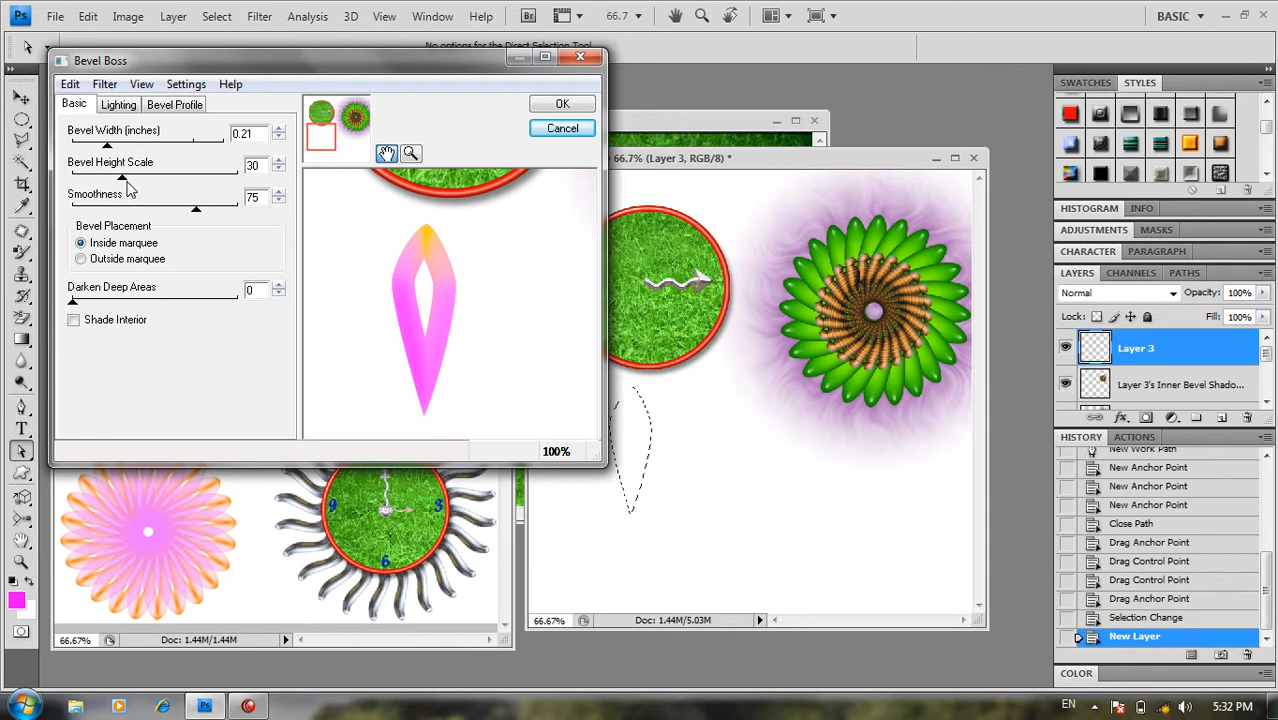 Ps File Edit Image Layer Select Filter Analysis 3D View Window Help Br 66.7 BASIC
No options for the Direct Selection Tool
Bevel Boss
Edit Filter View Settings Help
Basic Lighting Bevel Profile
Bevel Width (inches) 0.21
Bevel Height Scale 30
Smoothness 75
Bevel Placement
Inside marquee
Outside marquee
Darken Deep Areas 0
Shade Interior
OK
Cancel
100%
66.7% (Layer 3, RGB/8) *
9 3
6
66.67% Doc: 1.44M/1.44M
66.67% Doc: 1.44M/5.03M
SWATCHES STYLES
HISTOGRAM INFO
ADJUSTMENTS MASKS
CHARACTER PARAGRAPH
LAYERS CHANNELS PATHS
Normal Opacity: 100%
Lock: Fill: 100%
Layer 3
Layer 3's Inner Bevel Shado...
HISTORY ACTIONS
New Work Path
New Anchor Point
New Anchor Point
New Anchor Point
Close Path
Drag Anchor Point
Drag Control Point
Drag Control Point
Drag Anchor Point
Selection Change
New Layer
COLOR
EN 5:32 PM